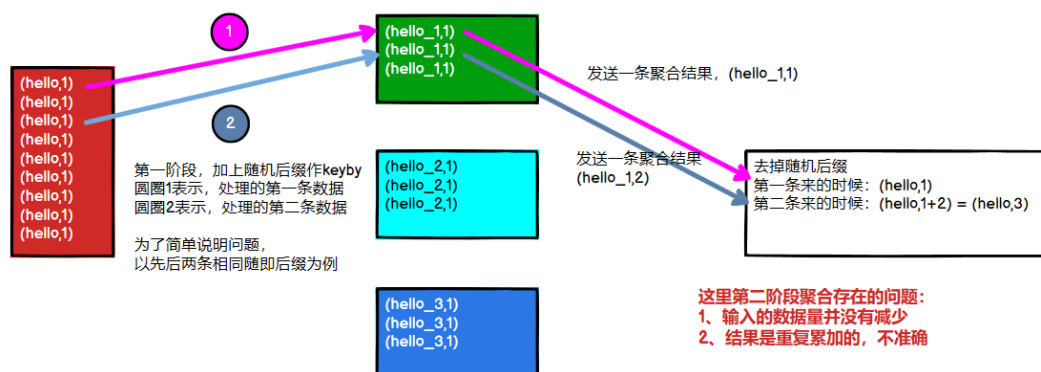 (hello,1)
(hello,1)
(hello,1)
(hello,1)
(hello,1)
(hello,1)
(hello,1)
(hello,1)
(hello,1)
1
2
第一阶段，加上随机后缀作keyby
圆圈1表示，处理的第一条数据
圆圈2表示，处理的第二条数据
为了简单说明问题，
以先后两条相同随即后缀为例
(hello_1,1)
(hello_1,1)
(hello_1,1)
(hello_2,1)
(hello_2,1)
(hello_2,1)
(hello_3,1)
(hello_3,1)
(hello_3,1)
发送一条聚合结果，(hello_1,1)
发送一条聚合结果
(hello_1,2)
去掉随机后缀
第一条来的时候：(hello,1)
第二条来的时候：(hello,1+2) = (hello,3)
这里第二阶段聚合存在的问题：
1、输入的数据量并没有减少
2、结果是重复累加的，不准确